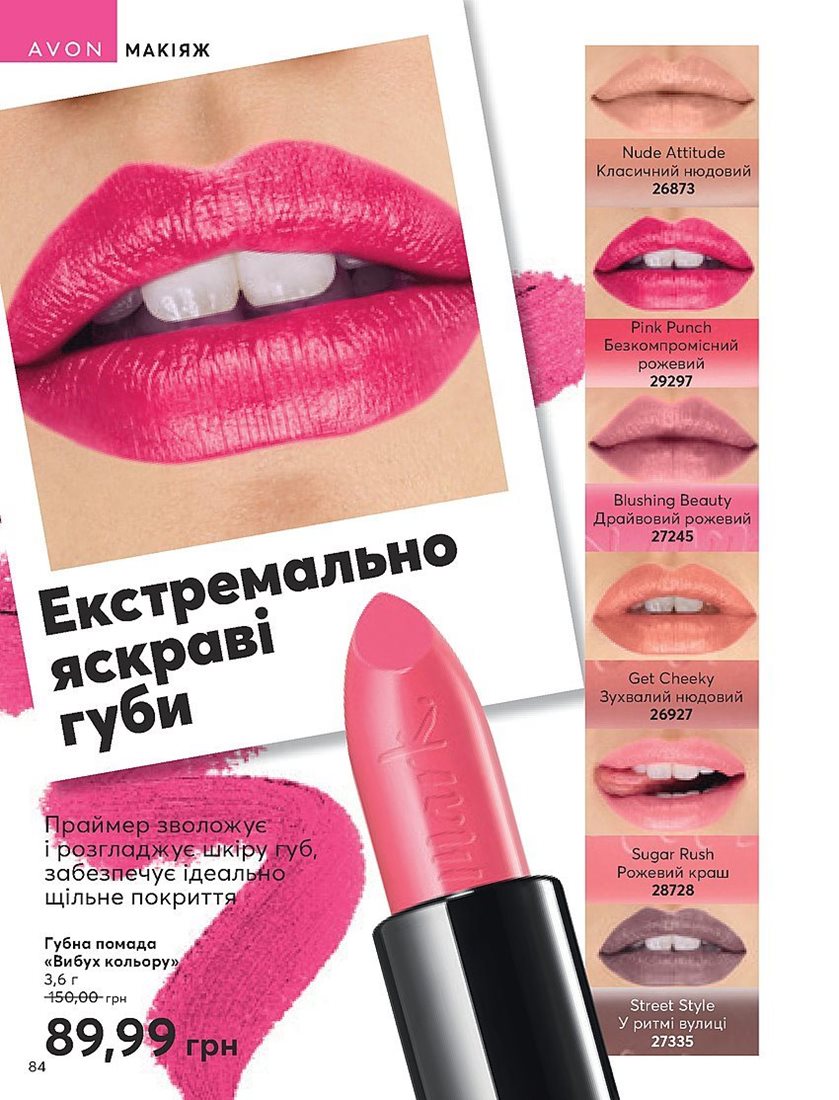 AVON МАКІЯЖ
Екстремально
яскраві
губи
Праймер зволожує
і розгладжує шкіру губ,
забезпечує ідеально
щільне покриття
Губна помада
«Вибух кольору»
3,6 г
150,00 грн
89,99 грн
84
Nude Attitude
Класичний нюдовий
26873
Pink Punch
Безкомпромісний
рожевий
29297
Blushing Beauty
Драйвовий рожевий
27245
Get Cheeky
Зухвалий нюдовий
26927
Sugar Rush
Рожевий краш
28728
Street Style
У ритмі вулиці
27335